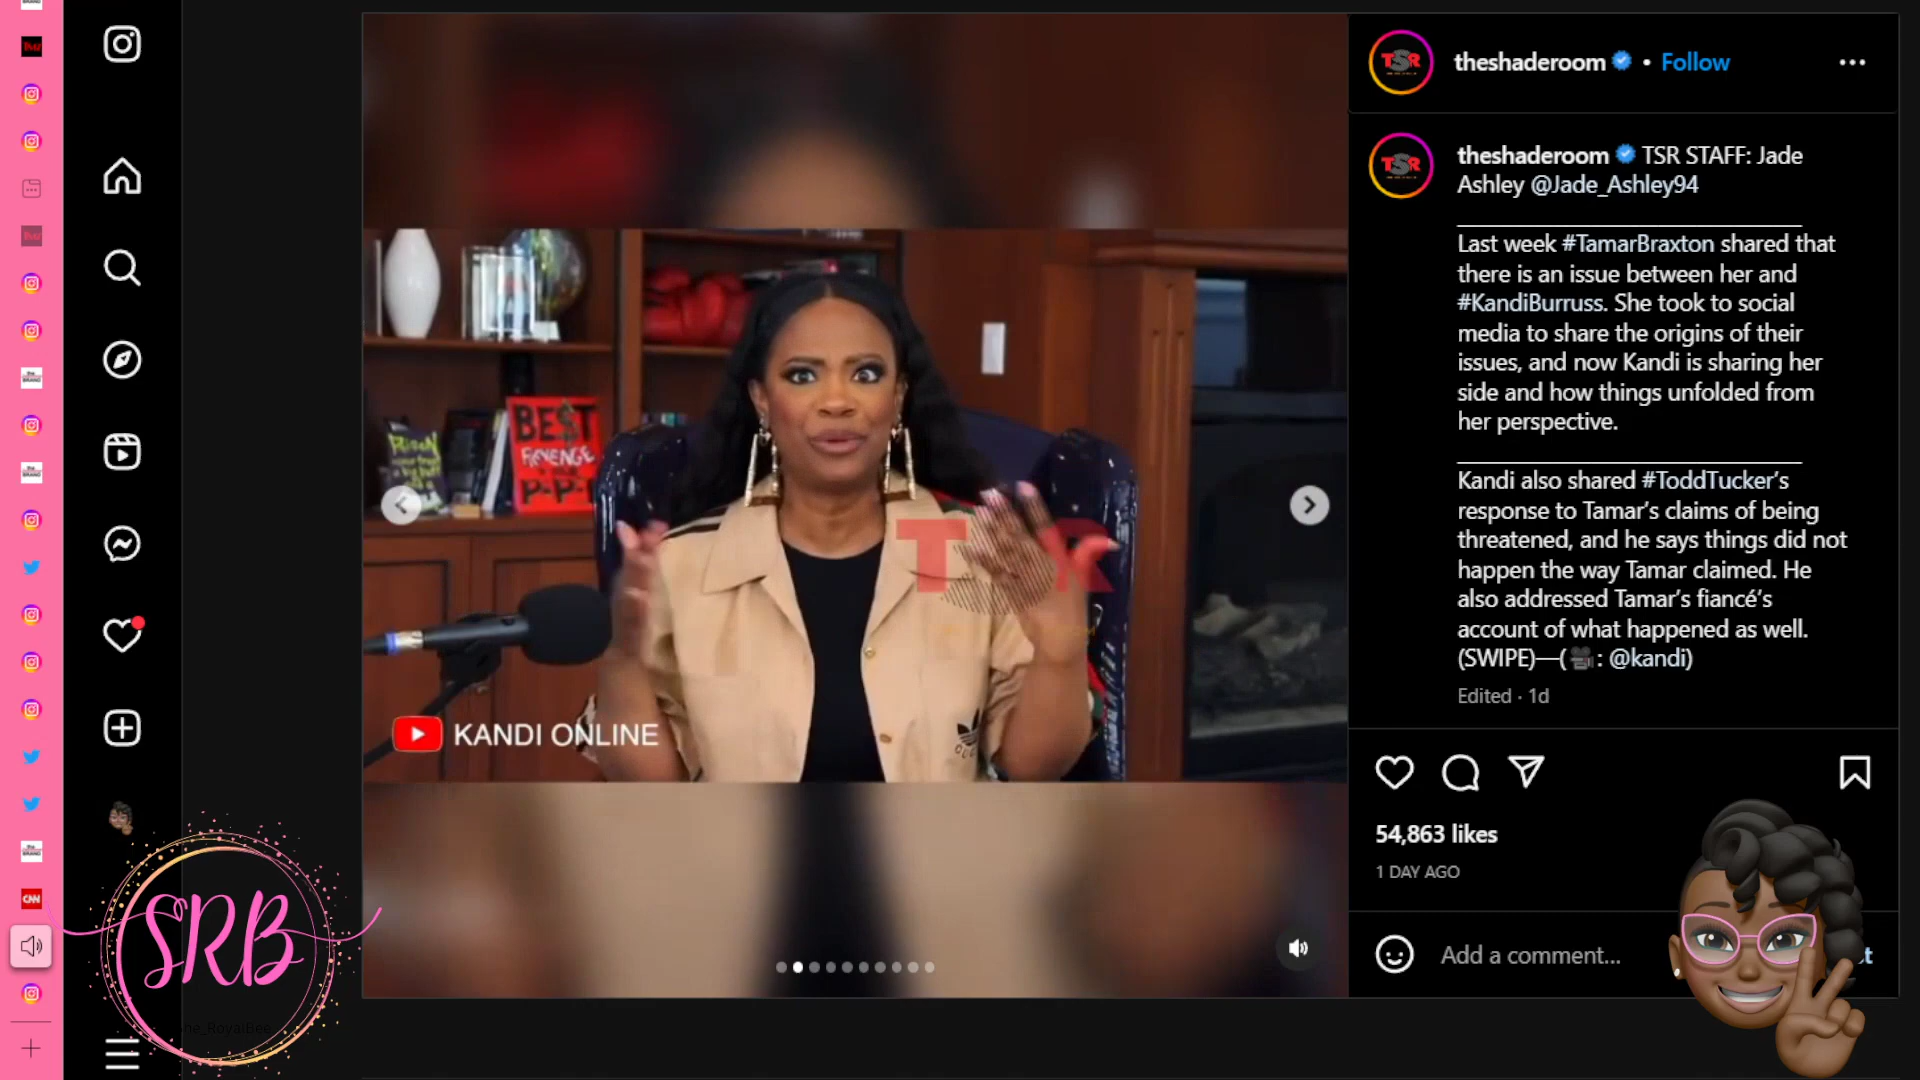 theshaderoom • Follow
theshaderoom TSR STAFF: Jade
Ashley @Jade_Ashley94
Last week #TamarBraxton shared that
there is an issue between her and
#KandiBurruss. She took to social
media to share the origins of their
issues, and now Kandi is sharing her
side and how things unfolded from
her perspective.
Kandi also shared #ToddTucker’s
response to Tamar’s claims of being
threatened, and he says things did not
happen the way Tamar claimed. He
also addressed Tamar’s fiancé’s
account of what happened as well.
(SWIPE)—(🎥: @kandi)
Edited · 1d
54,863 likes
1 DAY AGO
Add a comment...
TSR
TSR
BEST
REVENGE
KANDI ONLINE
SRB
CNN